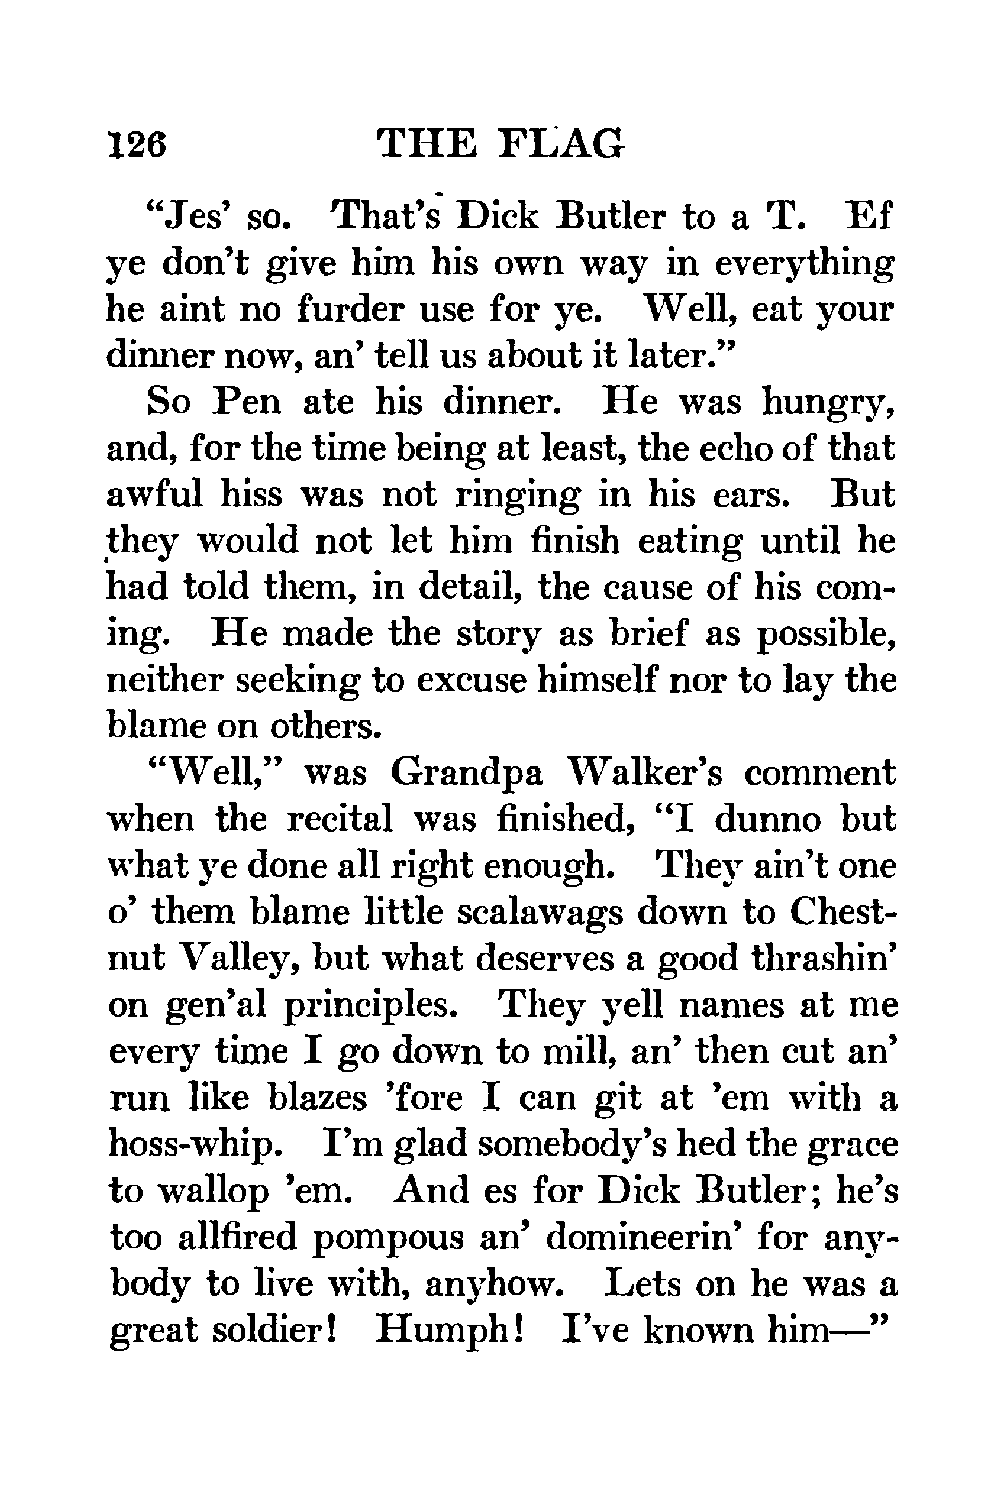 126 THE FLAG
“Jes’ so. That’s Dick Butler to a T. Ef
ye don’t give him his own way in everything
he aint no furder use for ye. Well, eat your
dinner now, an’ tell us about it later.”
So Pen ate his dinner. He was hungry,
and, for the time being at least, the echo of that
awful hiss was not ringing in his ears. But
they would not let him finish eating until he
had told them, in detail, the cause of his com-
ing. He made the story as brief as possible,
neither seeking to excuse himself nor to lay the
blame on others.
“Well,” was Grandpa Walker’s comment
when the recital was finished, “I dunno but
what ye done all right enough. They ain’t one
o’ them blame little scalawags down to Chest-
nut Valley, but what deserves a good thrashin’
on gen’al principles. They yell names at me
every time I go down to mill, an’ then cut an’
run like blazes ’fore I can git at ’em with a
hoss-whip. I’m glad somebody’s hed the grace
to wallop ’em. And es for Dick Butler; he’s
too allfired pompous an’ domineerin’ for any-
body to live with, anyhow. Lets on he was a
great soldier! Humph! I’ve known him—”